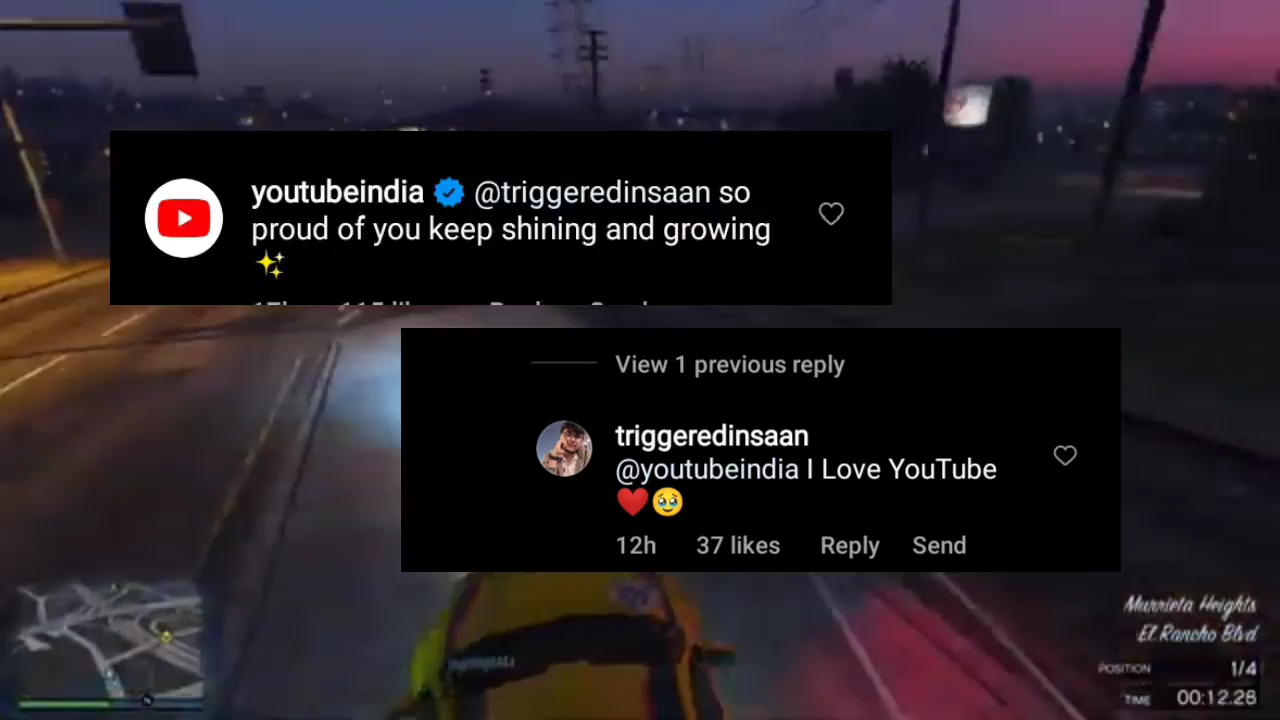 youtubeindia @triggeredinsaan so
proud of you keep shining and growing
✨
View 1 previous reply
triggeredinsaan
@youtubeindia I Love YouTube
❤️🥹
12h 37 likes Reply Send
Murrieta Heights
El Rancho Blvd
POSITION 1/4
TIME 00:12.28